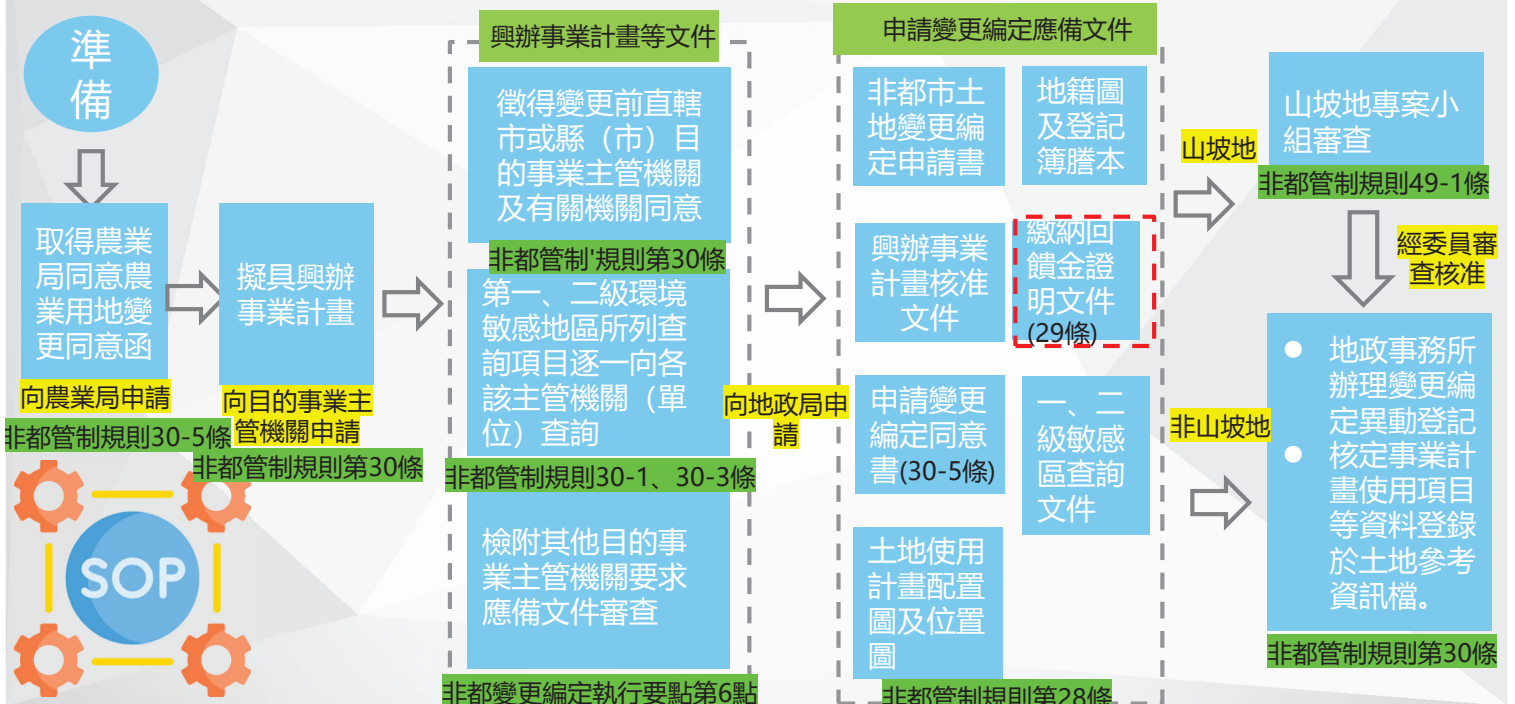 準
備
取得農業
局同意農
業用地變
更同意函
向農業局申請
非都管制規則30-5條
SOP
擬具興辦
事業計畫
向目的事業主
管機關申請
非都管制規則第30條
興辦事業計畫等文件
徵得變更前直轄
市或縣（市）目
的事業主管機關
及有關機關同意
非都管制'規則第30條
第一、二級環境
敏感地區所列查
詢項目逐一向各
該主管機關（單
位）查詢
非都管制規則30-1、30-3條
檢附其他目的事
業主管機關要求
應備文件審查
非都變更編定執行要點第6點
向地政局申
請
申請變更編定應備文件
非都市土
地變更編
定申請書
地籍圖
及登記
簿謄本
興辦事業
計畫核准
文件
繳納回
饋金證
明文件
(29條)
申請變更
編定同意
書(30-5條)
一、二
級敏感
區查詢
文件
土地使用
計畫配置
圖及位置
圖
非都管制規則第28條
山坡地
非山坡地
山坡地專案小
組審查
非都管制規則49-1條
經委員審
查核准
● 地政事務所
辦理變更編
定異動登記
● 核定事業計
畫使用項目
等資料登錄
於土地參考
資訊檔。
非都管制規則第30條